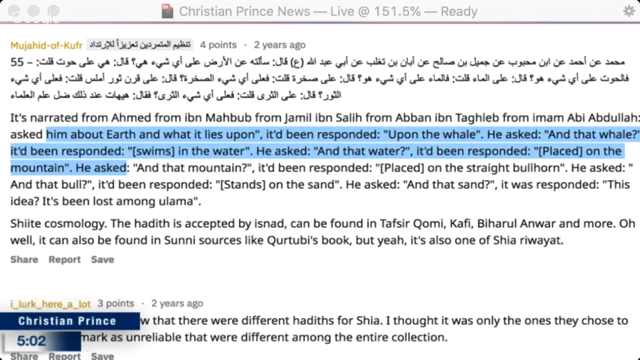 Christian Prince News — Live @ 151.5% — Ready
Mujahid-of-Kufr تنظيم المتمردين تعزيزاً للإرتداد 4 points · 2 years ago
55 – محمد عن أحمد عن ابن محبوب عن جميل بن صالح عن أبان بن تغلب عن أبي عبد الله (ع) قال: سألته عن الأرض على أي شيء هي؟ قال: هي على حوت قلت:
فالحوت على أي شيء هو؟ قال: على الماء قلت: فالماء على أي شيء هو؟ قال: على صخرة قلت: فعلى أي شيء الصخرة؟ قال: على قرن ثور أملس قلت: فعلى أي شيء
الثور؟ قال: على الثرى قلت: فعلى أي شيء الثرى؟ فقال: هيهات عند ذلك ضل علم العلماء
It's narrated from Ahmed from ibn Mahbub from Jamil ibn Salih from Abban ibn Taghleb from imam Abi Abdullah:
asked him about Earth and what it lies upon", it'd been responded: "Upon the whale". He asked: "And that whale?"
it'd been responded: "[swims] in the water". He asked: "And that water?", it'd been responded: "[Placed] on the
mountain". He asked: "And that mountain?", it'd been responded: "[Placed] on the straight bullhorn". He asked: "
And that bull?", it'd been responded: "[Stands] on the sand". He asked: "And that sand?", it was responded: "This
idea? It's been lost among ulama".
Shiite cosmology. The hadith is accepted by isnad, can be found in Tafsir Qomi, Kafi, Biharul Anwar and more. Oh
well, it can also be found in Sunni sources like Qurtubi's book, but yeah, it's also one of Shia riwayat.
Share Report Save
i_lurk_here_a_lot 3 points · 2 years ago
w that there were different hadiths for Shia. I thought it was only the ones they chose to
Christian Prince
mark as unreliable that were different among the entire collection.
5:02
Share Report Save